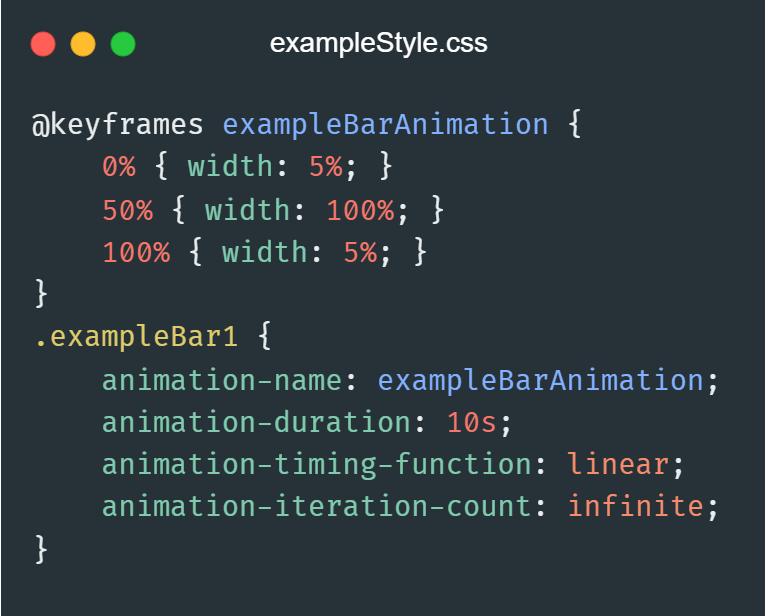 exampleStyle.css
@keyframes exampleBarAnimation {
    0% { width: 5%; }
    50% { width: 100%; }
    100% { width: 5%; }
}
.exampleBar1 {
    animation-name: exampleBarAnimation;
    animation-duration: 10s;
    animation-timing-function: linear;
    animation-iteration-count: infinite;
}